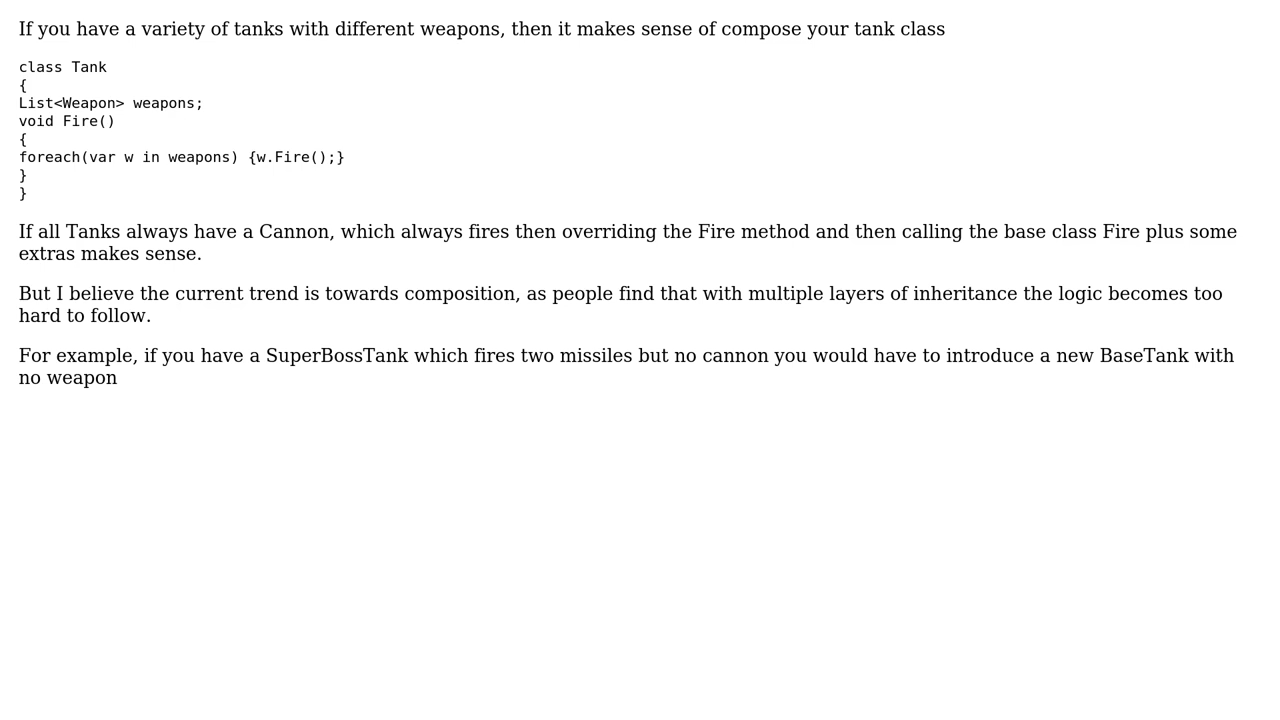 If you have a variety of tanks with different weapons, then it makes sense of compose your tank class
class Tank
{
List<Weapon> weapons;
void Fire()
{
foreach(var w in weapons) {w.Fire();}
}
}
If all Tanks always have a Cannon, which always fires then overriding the Fire method and then calling the base class Fire plus some
extras makes sense.
But I believe the current trend is towards composition, as people find that with multiple layers of inheritance the logic becomes too
hard to follow.
For example, if you have a SuperBossTank which fires two missiles but no cannon you would have to introduce a new BaseTank with
no weapon